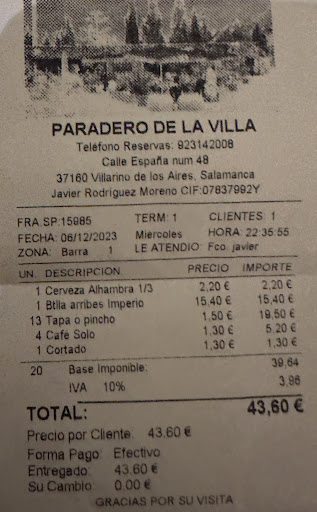 PARADERO DE LA VILLA
Teléfono Reservas: 923142008
Calle España num 48
37160 Villarino de los Aires, Salamanca
Javier Rodriguez Moreno CIF:07837992Y
FRA.SP:15985 TERM: 1 CLIENTES: 1
FECHA: 06/12/2023 Miércoles HORA: 22:35:55
ZONA: Barra 1 LE ATENDIO: Fco. javier
UN. DESCRIPCION PRECIO IMPORTE
1 Cerveza Alhambra 1/3 2,20 € 2,20 €
1 Btlla arribes Imperio 15,40 € 15,40 €
13 Tapa o pincho 1,50 € 19,50 €
4 Café Solo 1,30 € 5,20 €
1 Cortado 1,30 € 1,30 €
20 Base Imponible: 39,64
IVA 10% 3,96
TOTAL: 43,60 €
Precio por Cliente: 43,60 €
Forma Pago: Efectivo
Entregado: 43,60 €
Su Cambio: 0,00 €
GRACIAS POR SU VISITA